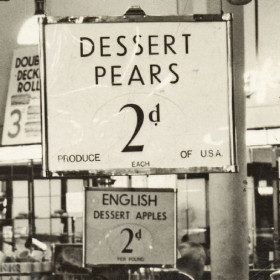 DOUB
DECK
ROLL
3
DESSERT
PEARS
2d
EACH
PRODUCE OF U.S.A.
ENGLISH
DESSERT APPLES
2d
PER POUND